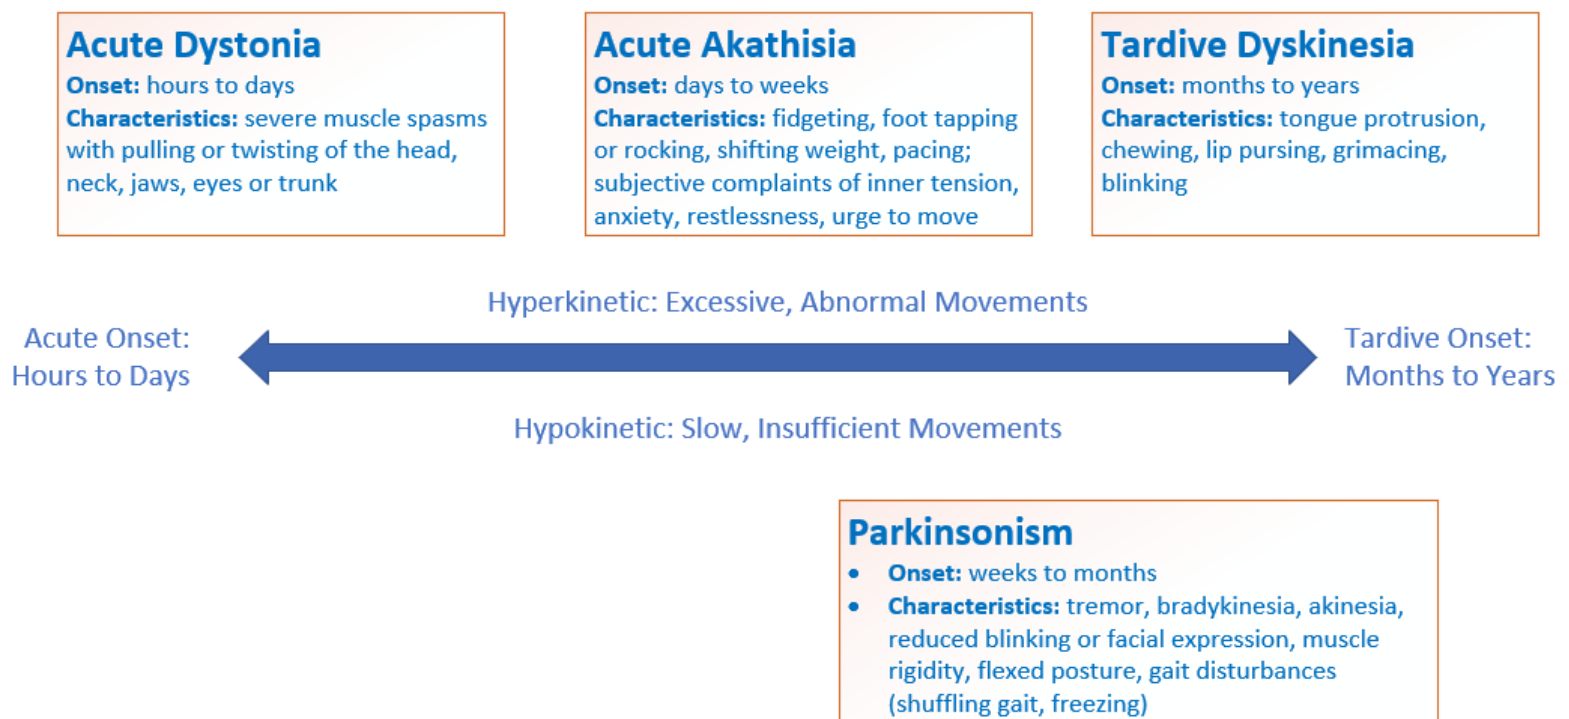 Acute Dystonia
Onset: hours to days
Characteristics: severe muscle spasms
with pulling or twisting of the head,
neck, jaws, eyes or trunk
Acute Akathisia
Onset: days to weeks
Characteristics: fidgeting, foot tapping
or rocking, shifting weight, pacing;
subjective complaints of inner tension,
anxiety, restlessness, urge to move
Tardive Dyskinesia
Onset: months to years
Characteristics: tongue protrusion,
chewing, lip pursing, grimacing,
blinking
Hyperkinetic: Excessive, Abnormal Movements
Acute Onset:
Hours to Days
Tardive Onset:
Months to Years
Hypokinetic: Slow, Insufficient Movements
Parkinsonism
• Onset: weeks to months
• Characteristics: tremor, bradykinesia, akinesia,
reduced blinking or facial expression, muscle
rigidity, flexed posture, gait disturbances
(shuffling gait, freezing)